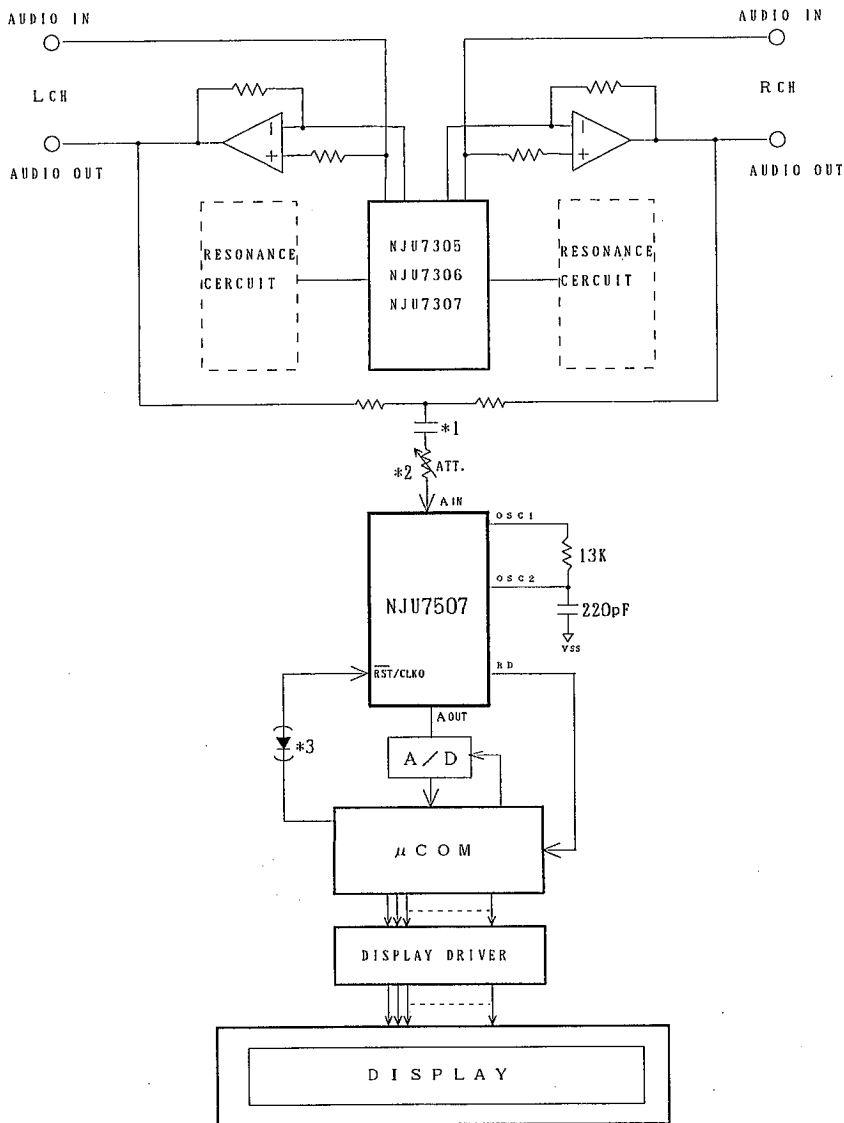 AUDIO IN
AUDIO IN
LCH
RCH
AUDIO OUT
AUDIO OUT
RESONANCE
CERCUIT
NJU7305
NJU7306
NJU7307
RESONANCE
CERCUIT
*1
*2
ATT.
AIN
OSC1
13K
NJU7507
OSC2
220pF
VSS
RST/CLKO
RD
AOUT
*3
A/D
μCOM
DISPLAY DRIVER
DISPLAY